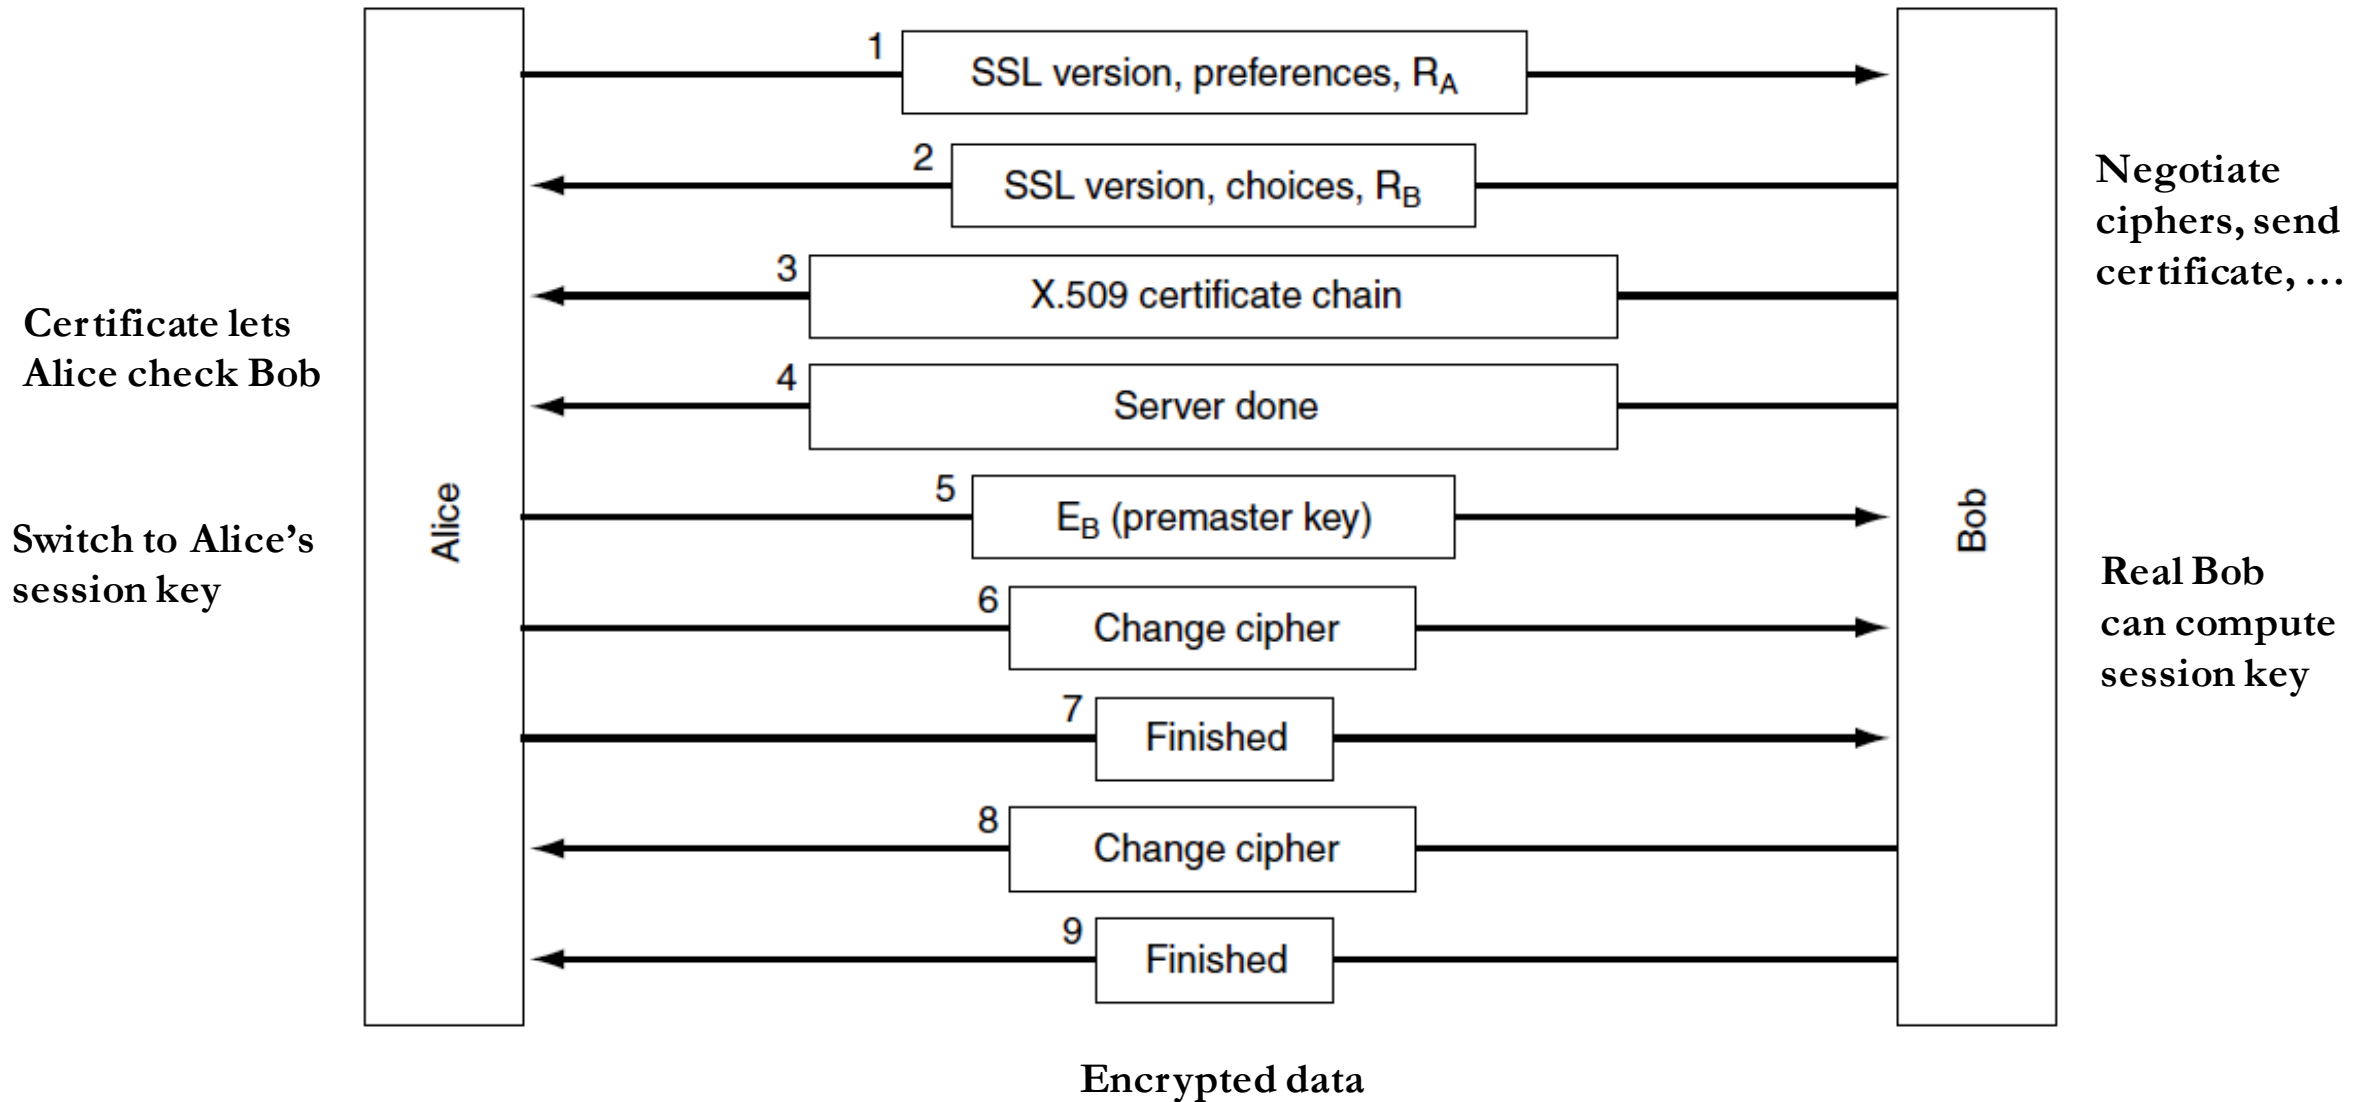 1
SSL version, preferences, RA
2
SSL version, choices, RB
Negotiate
ciphers, send
certificate, …
3
X.509 certificate chain
Certificate lets
Alice check Bob
4
Server done
Alice
Bob
5
EB (premaster key)
Switch to Alice’s
session key
6
Change cipher
Real Bob
can compute
session key
7
Finished
8
Change cipher
9
Finished
Encrypted data